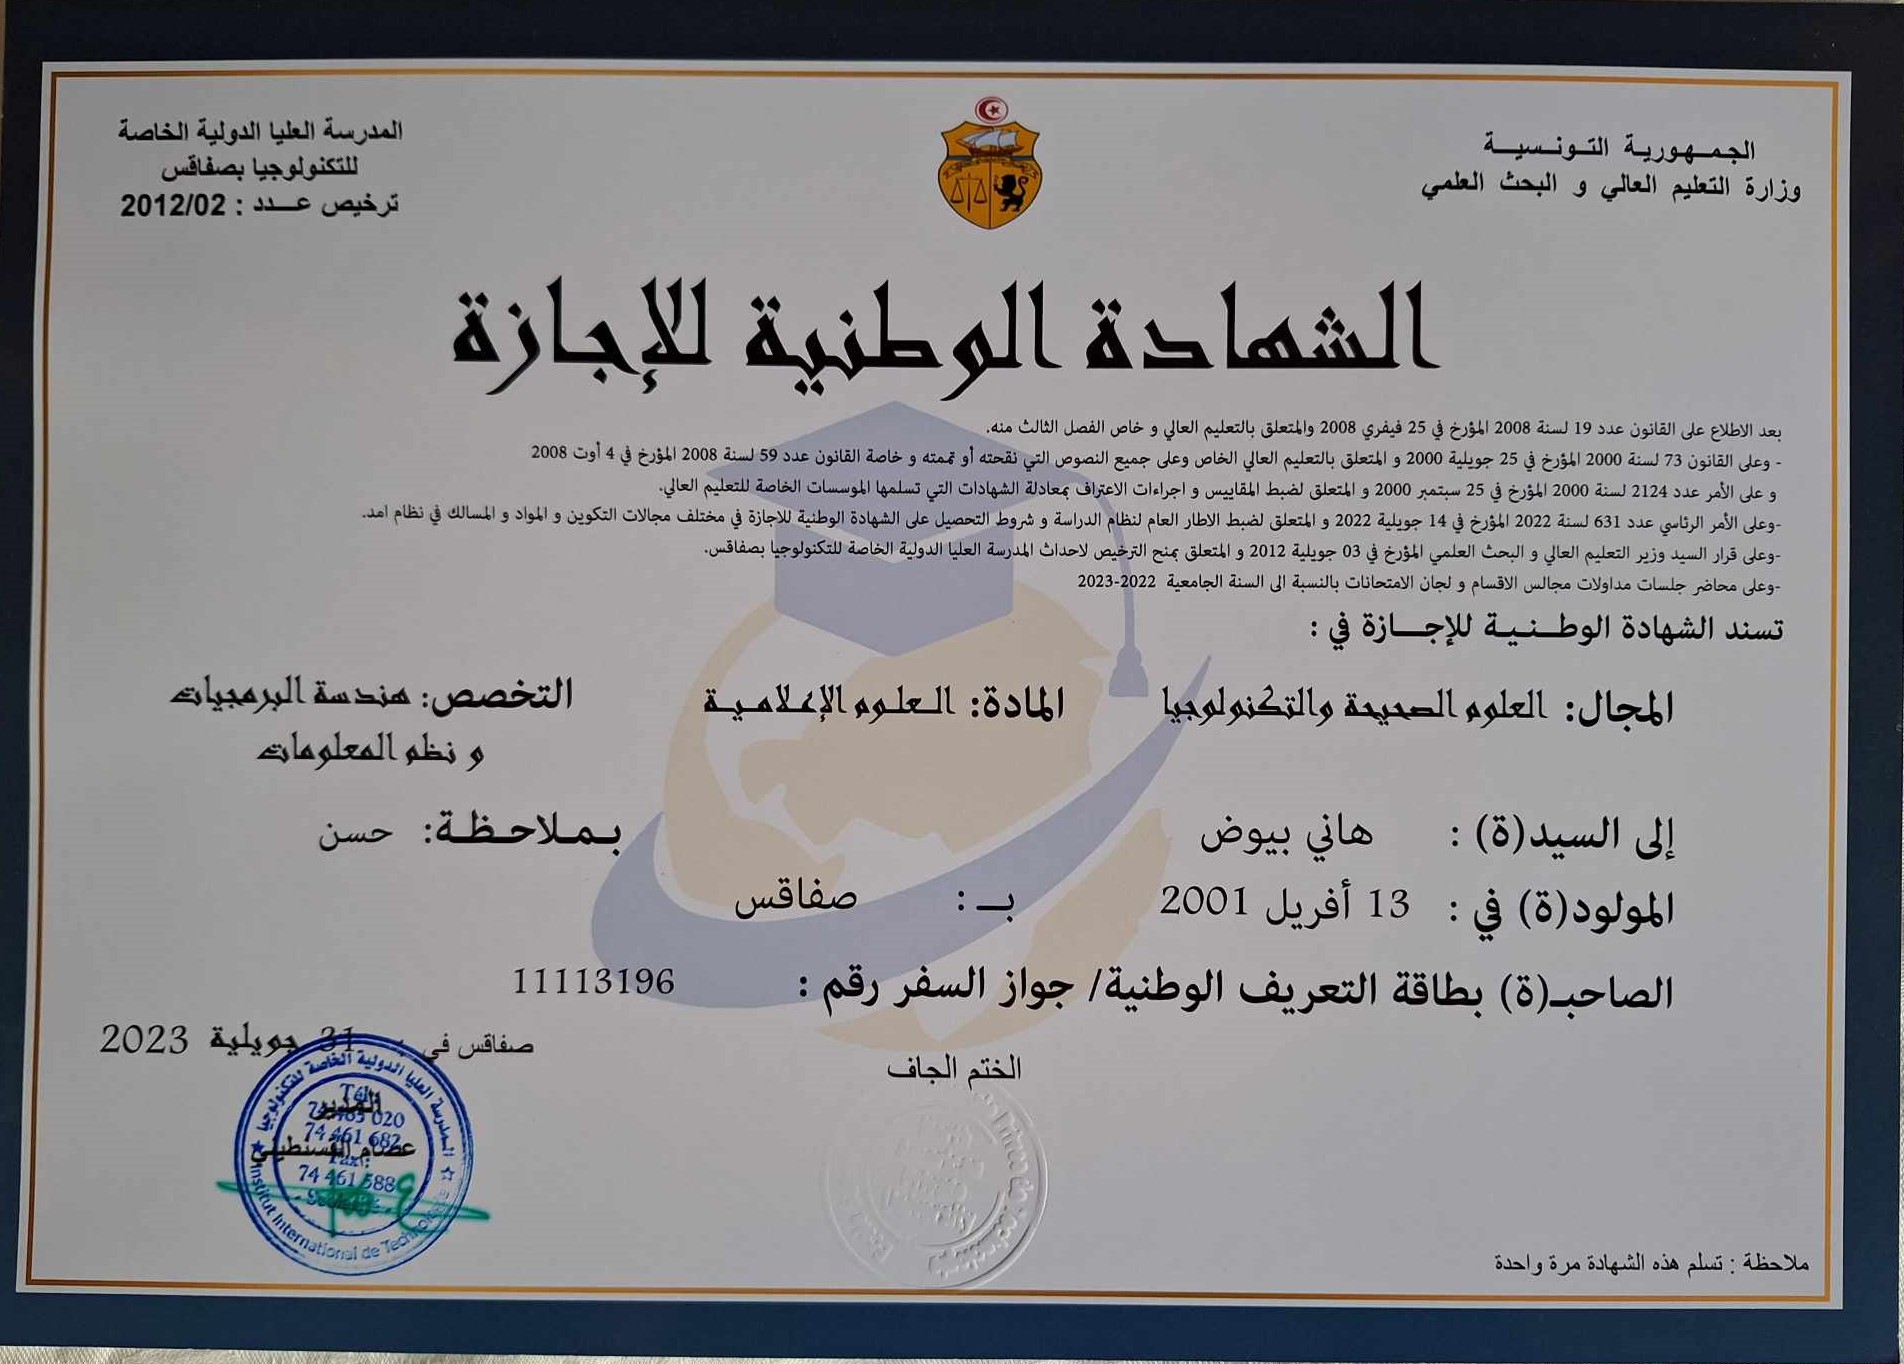 الجمهورية التونسية
وزارة التعليم العالي و البحث العلمي
المدرسة العليا الدولية الخاصة
للتكنولوجيا بصفاقس
ترخيص عدد : 2012/02
الشهادة الوطنية للإجازة
بعد الاطلاع على القانون عدد 19 لسنة 2008 المؤرخ في 25 فيفري 2008 والمتعلق بالتعليم العالي و خاص الفصل الثالث منه.
- وعلى القانون 73 لسنة 2000 المؤرخ في 25 جويلية 2000 و المتعلق بالتعليم العالي الخاص وعلى جميع النصوص التي نقحته أو تممته و خاصة القانون عدد 59 لسنة 2008 المؤرخ في 4 أوت 2008
و على الأمر عدد 2124 لسنة 2000 المؤرخ في 25 سبتمبر 2000 و المتعلق لضبط المقاييس و اجراءات الاعتراف بمعادلة الشهادات التي تسلمها الموسسات الخاصة للتعليم العالي.
-وعلى الأمر الرئاسي عدد 631 لسنة 2022 المؤرخ في 14 جويلية 2022 و المتعلق لضبط الاطار العام لنظام الدراسة و شروط التحصيل على الشهادة الوطنية للاجازة في مختلف مجالات التكوين و المواد و المسالك في نظام امد.
-وعلى قرار السيد وزير التعليم العالي و البحث العلمي المؤرخ في 03 جويلية 2012 و المتعلق بمنح الترخيص لاحداث المدرسة العليا الدولية الخاصة للتكنولوجيا بصفاقس.
-وعلى محاضر جلسات مداولات مجالس الاقسام و لجان الامتحانات بالنسبة الى السنة الجامعية 2022-2023
تسند الشهادة الوطنية للإجازة في :
المجال: العلوم الصحيحة والتكنولوجيا المادة: العلوم الإعلامية التخصص: هندسة البرمجيات
و نظم المعلومات
إلى السيد(ة) : هاني بيوض بملاحظة: حسن
المولود(ة) في : 13 أفريل 2001 بـ : صفاقس
الصاحبـ(ة) بطاقة التعريف الوطنية/ جواز السفر رقم : 11113196
صفاقس في : 31 جويلية 2023
الختم الجاف
المدير
عصام القسنطيني
المدرسة العليا الدولية الخاصة للتكنولوجيا
Tél:
74 465 020
74 461 682
Fax:
74 461 588
Institut International de Technologie
ملاحظة : تسلم هذه الشهادة مرة واحدة